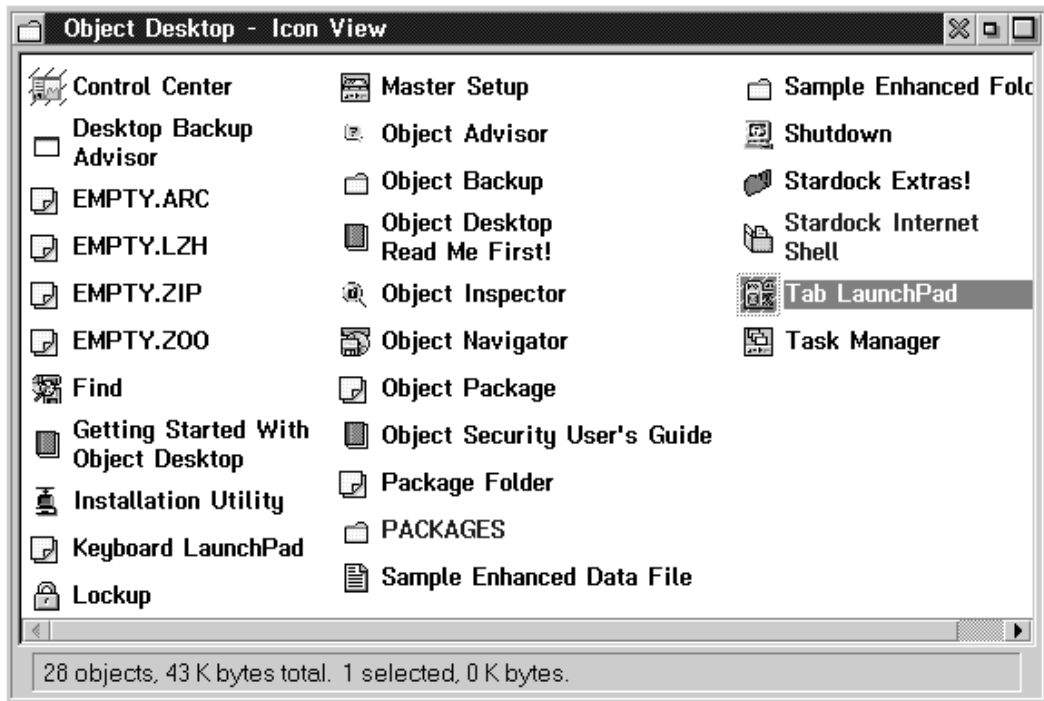 Object Desktop - Icon View
Control Center
Desktop Backup
Advisor
EMPTY.ARC
EMPTY.LZH
EMPTY.ZIP
EMPTY.ZOO
Find
Getting Started With
Object Desktop
Installation Utility
Keyboard LaunchPad
Lockup
Master Setup
Object Advisor
Object Backup
Object Desktop
Read Me First!
Object Inspector
Object Navigator
Object Package
Object Security User's Guide
Package Folder
PACKAGES
Sample Enhanced Data File
Sample Enhanced Fold
Shutdown
Stardock Extras!
Stardock Internet
Shell
Tab LaunchPad
Task Manager
28 objects, 43 K bytes total. 1 selected, 0 K bytes.